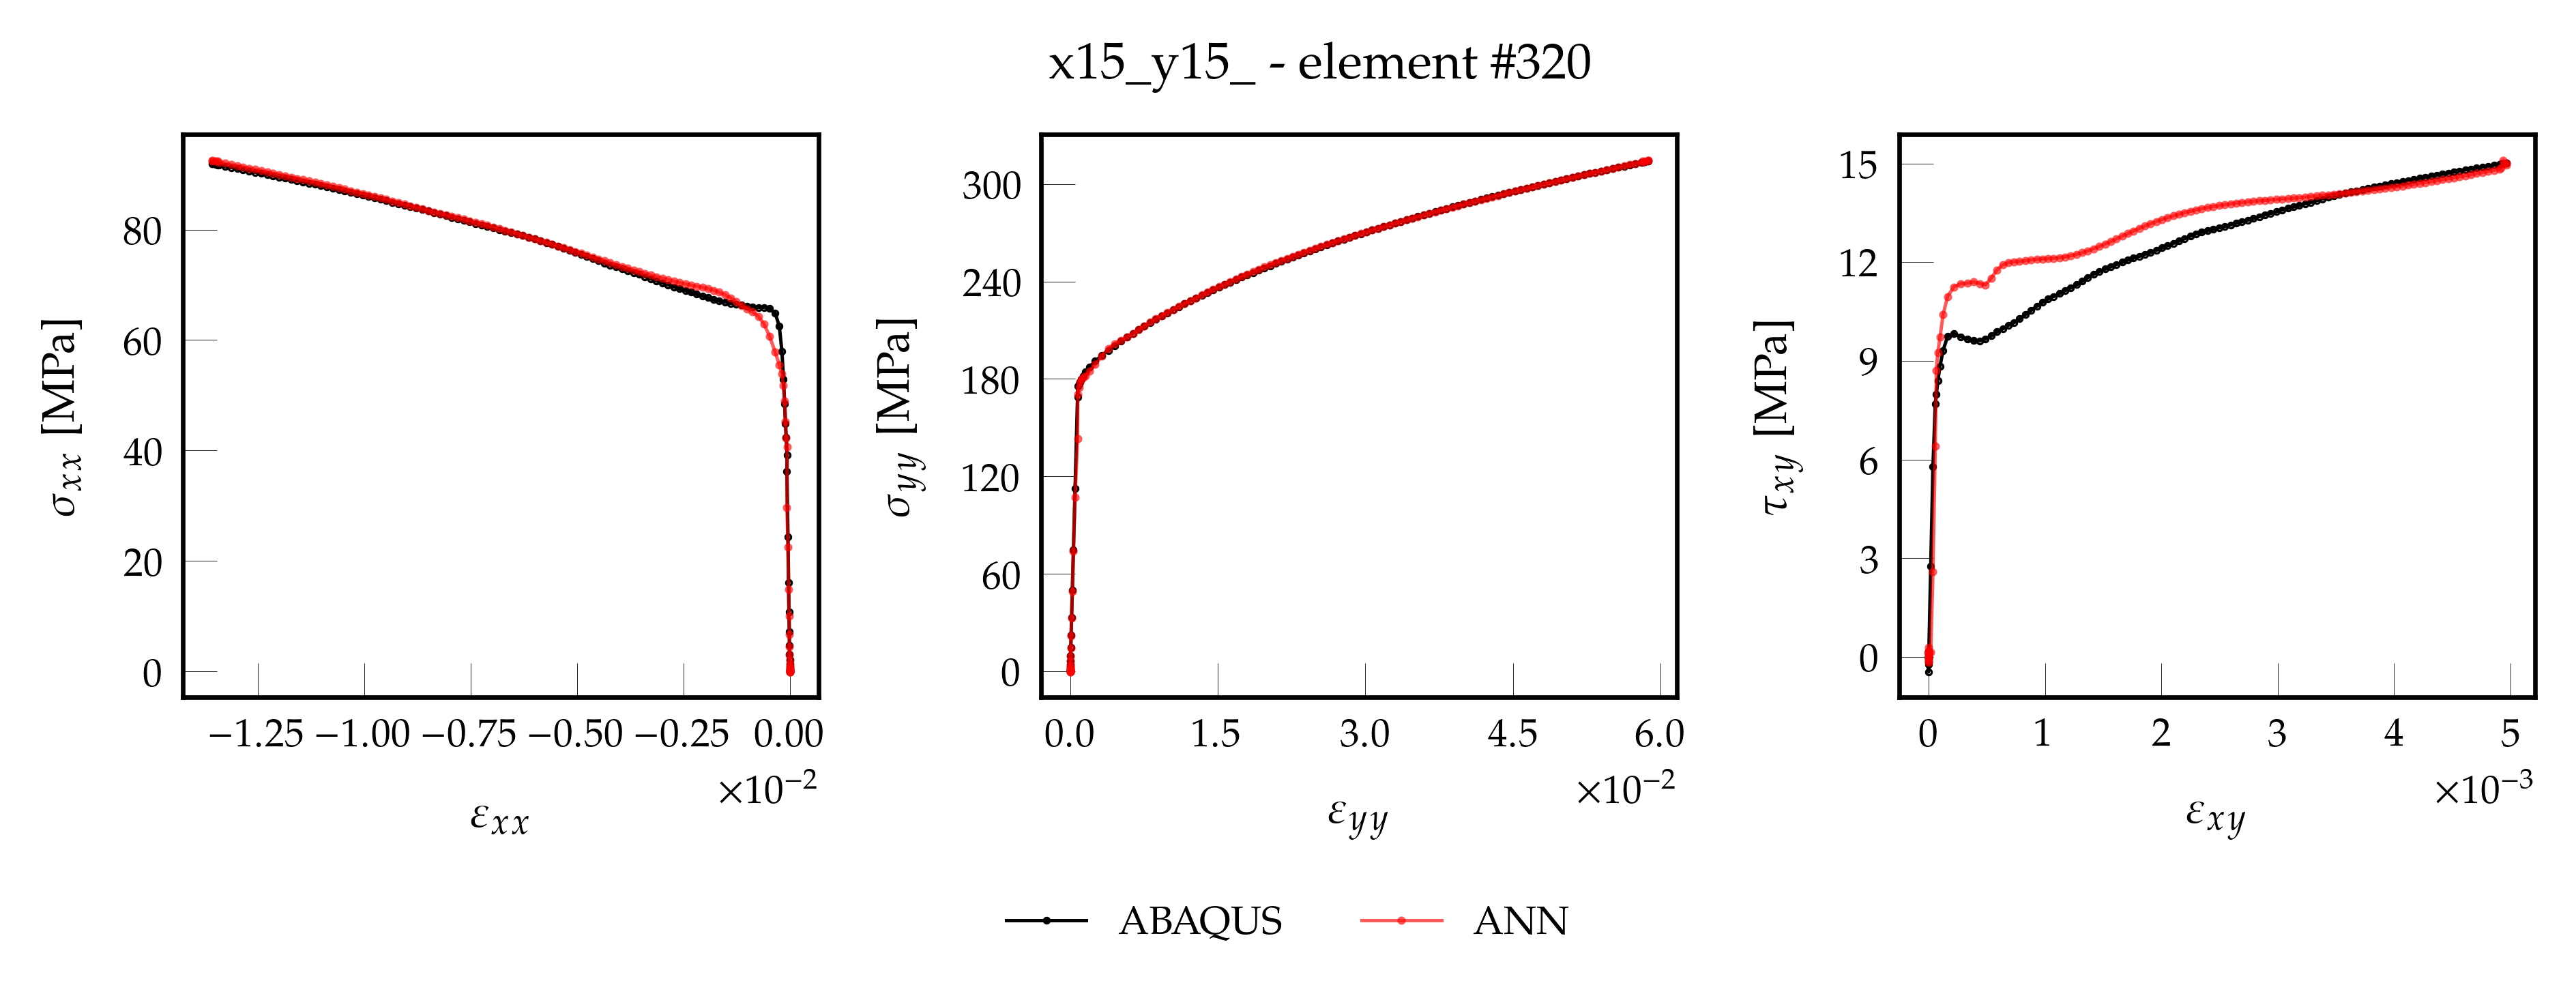 x15_y15_ - element #320
σxx [MPa]
80
60
40
20
0
−1.25 −1.00 −0.75 −0.50 −0.25 0.00
×10−2
εxx
σyy [MPa]
300
240
180
120
60
0
0.0 1.5 3.0 4.5 6.0
×10−2
εyy
τxy [MPa]
15
12
9
6
3
0
0 1 2 3 4 5
×10−3
εxy
ABAQUS ANN